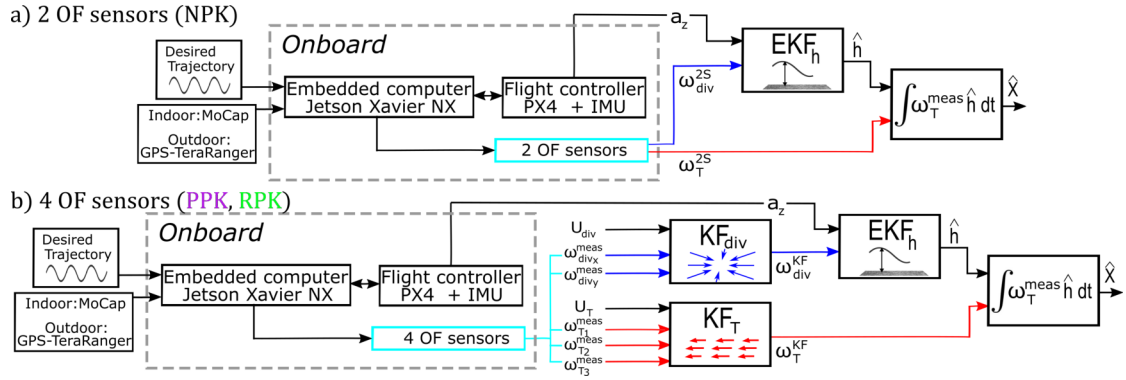 a) 2 OF sensors (NPK)
Onboard
Desired
Trajectory
Indoor:MoCap
Outdoor:
GPS-TeraRanger
Embedded computer
Jetson Xavier NX
Flight controller
PX4 + IMU
2 OF sensors
a_z
ω_div^2S
ω_T^2S
EKF_h
ĥ
∫ω_T^meas ĥ dt
X̂
b) 4 OF sensors (PPK, RPK)
Onboard
Desired
Trajectory
Indoor:MoCap
Outdoor:
GPS-TeraRanger
Embedded computer
Jetson Xavier NX
Flight controller
PX4 + IMU
4 OF sensors
a_z
U_div
ω_divx^meas
ω_divy^meas
KF_div
ω_div^KF
U_T
ω_T1^meas
ω_T2^meas
ω_T3^meas
KF_T
ω_T^KF
EKF_h
ĥ
∫ω_T^meas ĥ dt
X̂